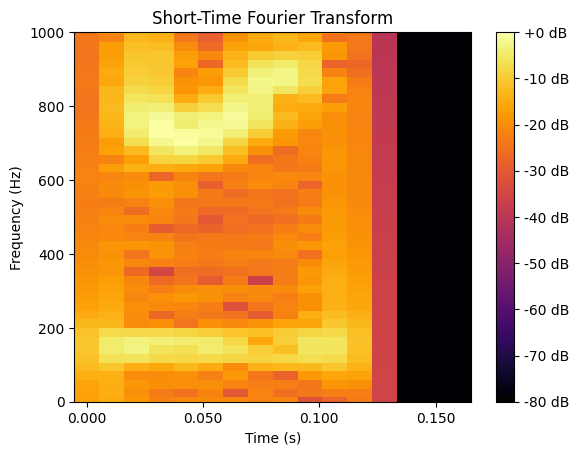 Short-Time Fourier Transform
1000
800
600
400
200
0
Frequency (Hz)
0.000
0.050
0.100
0.150
Time (s)
+0 dB
-10 dB
-20 dB
-30 dB
-40 dB
-50 dB
-60 dB
-70 dB
-80 dB